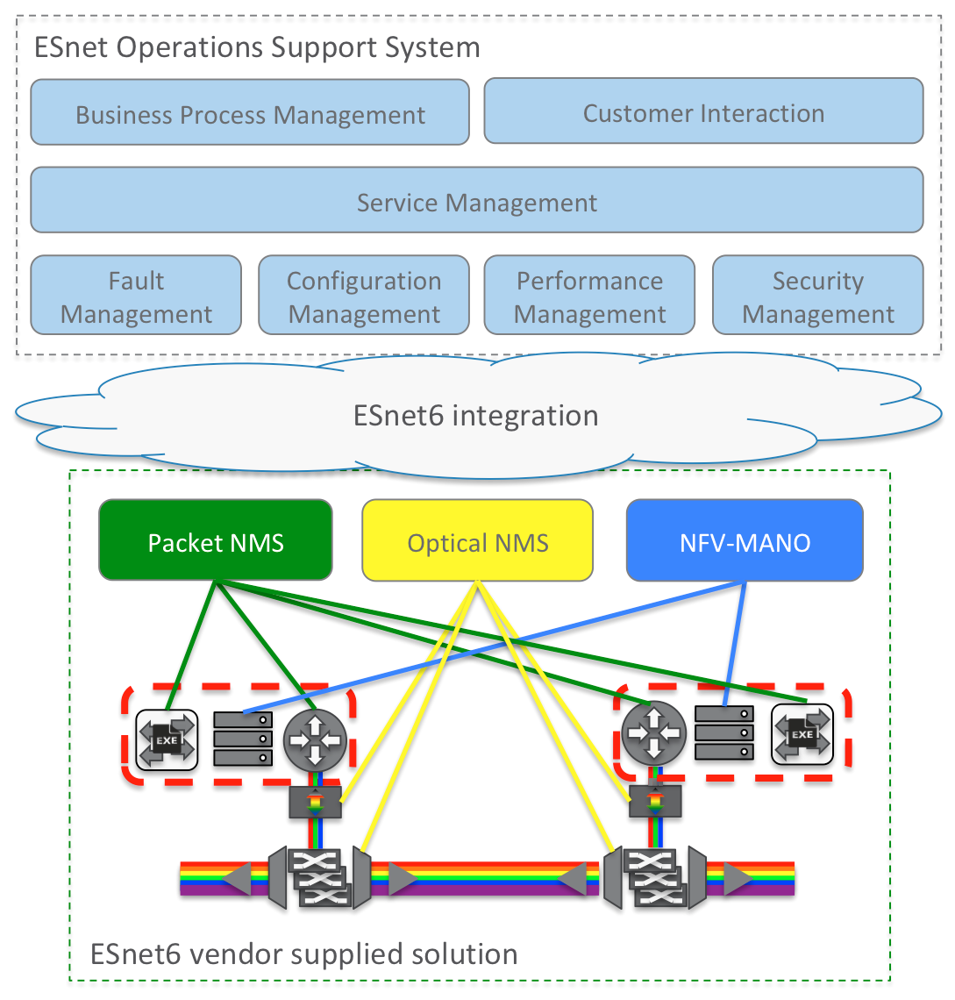 ESnet Operations Support System
Business Process Management
Customer Interaction
Service Management
Fault
Management
Configuration
Management
Performance
Management
Security
Management
ESnet6 integration
Packet NMS
Optical NMS
NFV-MANO
EXE
EXE
ESnet6 vendor supplied solution